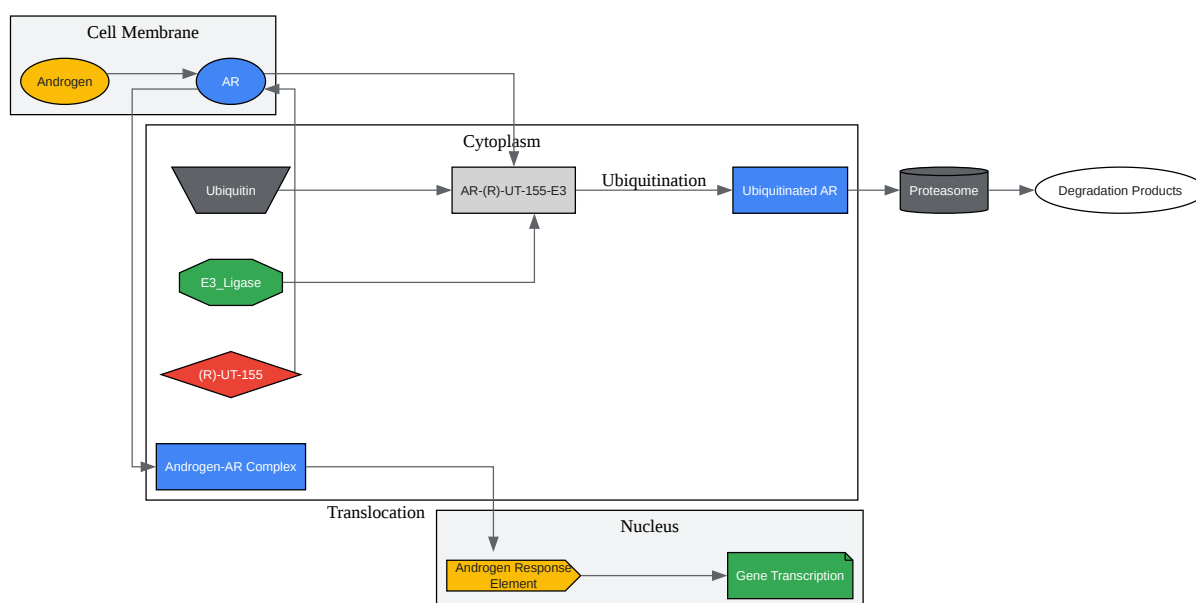 Cell Membrane
Androgen
AR
Cytoplasm
Ubiquitin
AR-(R)-UT-155-E3
Ubiquitination
Ubiquitinated AR
Proteasome
Degradation Products
E3_Ligase
(R)-UT-155
Androgen-AR Complex
Translocation
Nucleus
Androgen Response
Element
Gene Transcription